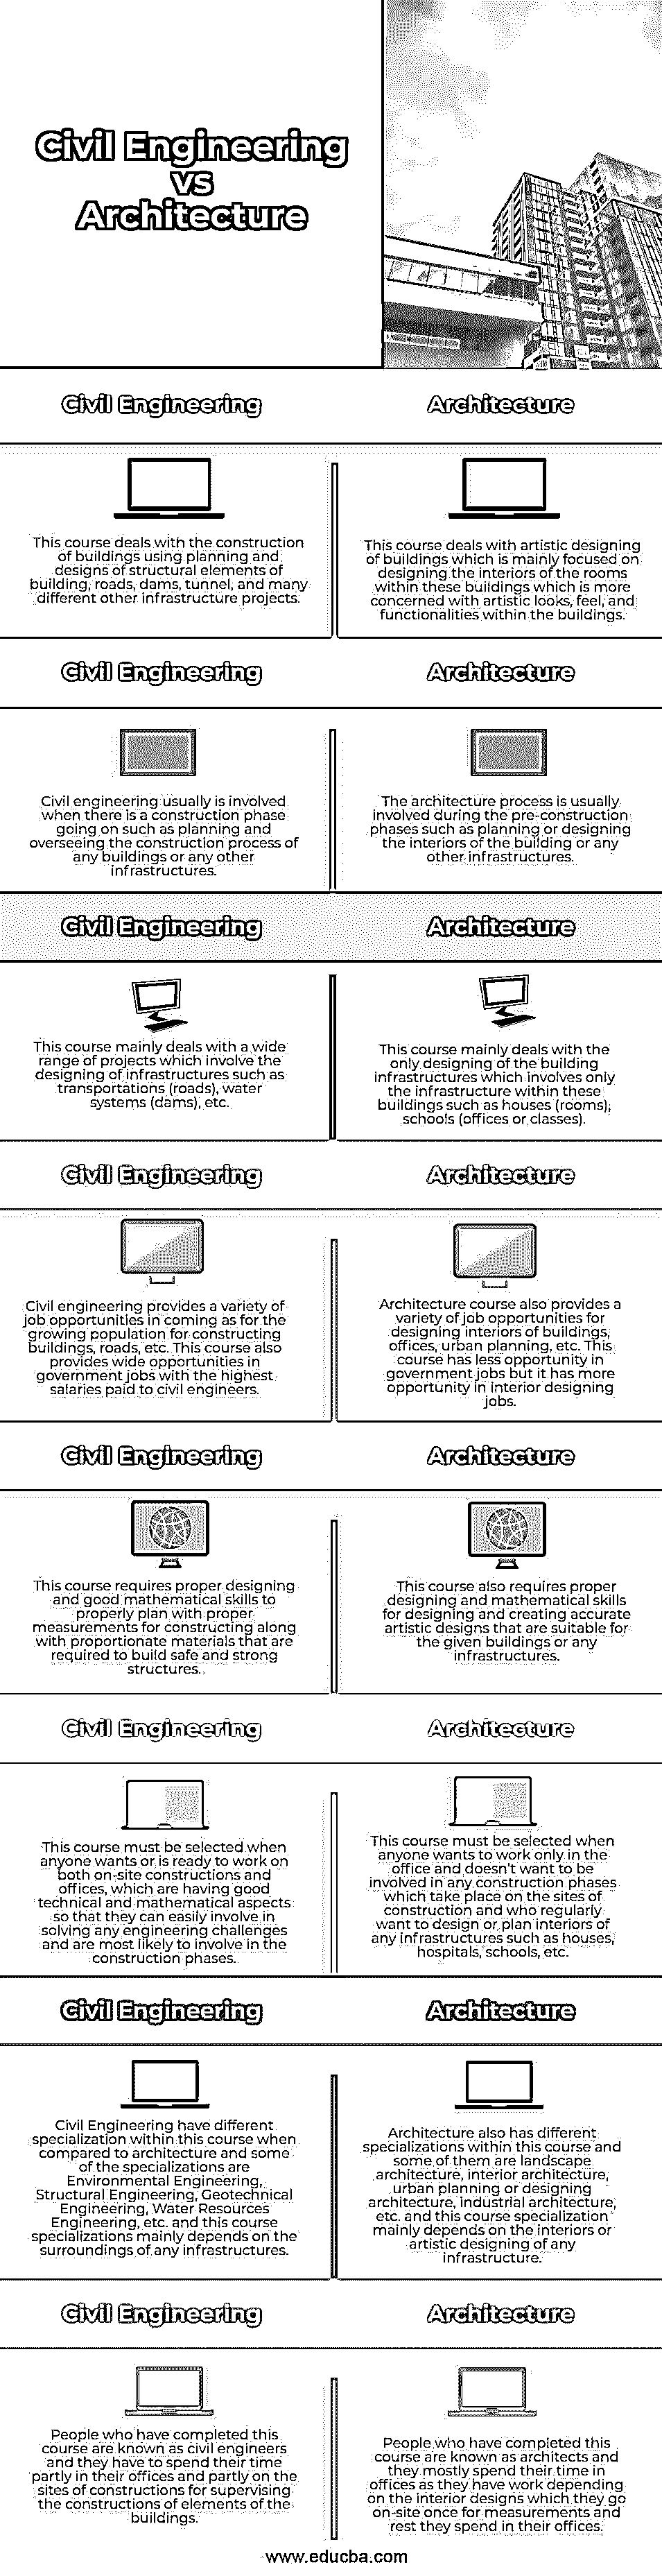 Civil Engineering
vs
Architecture
Civil Engineering
Architecture
This course deals with the construction
of buildings using planning and
designs of structural elements of
building, roads, dams, tunnel, and many
different other infrastructure projects.
This course deals with artistic designing
of buildings which is mainly focused on
designing the interiors of the rooms
within these buildings which is more
concerned with artistic looks, feel, and
functionalities within the buildings.
Civil Engineering
Architecture
Civil engineering usually is involved
when there is a construction phase
going on such as planning and
overseeing the construction process of
any buildings or any other
infrastructures.
The architecture process is usually
involved during the pre-construction
phases such as planning or designing
the interiors of the building or any
other infrastructures.
Civil Engineering
Architecture
This course mainly deals with a wide
range of projects which involve the
designing of infrastructures such as
transportations (roads), water
systems (dams), etc.
This course mainly deals with the
only designing of the building
infrastructures which involves only
the infrastructure within these
buildings such as houses (rooms),
schools (offices or classes).
Civil Engineering
Architecture
Civil engineering provides a variety of
job opportunities in coming as for the
growing population for constructing
buildings, roads, etc. This course also
provides wide opportunities in
government jobs with the highest
salaries paid to civil engineers.
Architecture course also provides a
variety of job opportunities for
designing interiors of buildings,
offices, urban planning, etc. This
course has less opportunity in
government jobs but it has more
opportunity in interior designing
jobs.
Civil Engineering
Architecture
This course requires proper designing
and good mathematical skills to
properly plan with proper
measurements for constructing along
with proportionate materials that are
required to build safe and strong
structures.
This course also requires proper
designing and mathematical skills
for designing and creating accurate
artistic designs that are suitable for
the given buildings or any
infrastructures.
Civil Engineering
Architecture
This course must be selected when
anyone wants or is ready to work on
both on-site constructions and
offices, which are having good
technical and mathematical aspects
so that they can easily involve in
solving any engineering challenges
and are most likely to involve in the
construction phases.
This course must be selected when
anyone wants to work only in the
office and doesn't want to be
involved in any construction phases
which take place on the sites of
construction and who regularly
want to design or plan interiors of
any infrastructures such as houses,
hospitals, schools, etc.
Civil Engineering
Architecture
Civil Engineering have different
specialization within this course when
compared to architecture and some
of the specializations are
Environmental Engineering,
Structural Engineering, Geotechnical
Engineering, Water Resources
Engineering, etc. and this course
specializations mainly depends on the
surroundings of any infrastructures.
Architecture also has different
specializations within this course and
some of them are landscape
architecture, interior architecture,
urban planning or designing
architecture, industrial architecture,
etc. and this course specialization
mainly depends on the interiors or
artistic designing of any
infrastructure.
Civil Engineering
Architecture
People who have completed this
course are known as civil engineers
and they have to spend their time
partly in their offices and partly on the
sites of constructions for supervising
the constructions of elements of the
buildings.
People who have completed this
course are known as architects and
they mostly spend their time in
offices as they have work depending
on the interior designs which they go
on-site once for measurements and
rest they spend in their offices.
www.educba.com